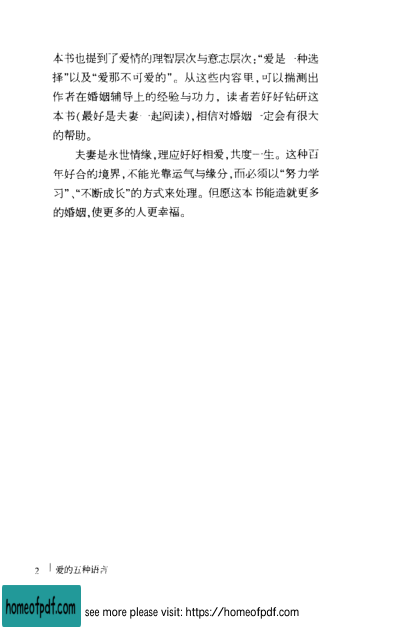 本书也提到了爱情的理智层次与意志层次：“爱是一种选
择”以及“爱那不可爱的”。从这些内容里，可以揣测出
作者在婚姻辅导上的经验与功力，读者若好好钻研这
本书（最好是夫妻一起阅读），相信对婚姻一定会有很大
的帮助。
夫妻是永世情缘，理应好好相爱，共度一生。这种百
年好合的境界，不能光靠运气与缘分，而必须以“努力学
习”、“不断成长”的方式来处理。但愿这本书能造就更多
的婚姻，使更多的人更幸福。
2 | 爱的五种语言
homeofpdf.com
see more please visit: https://homeofpdf.com